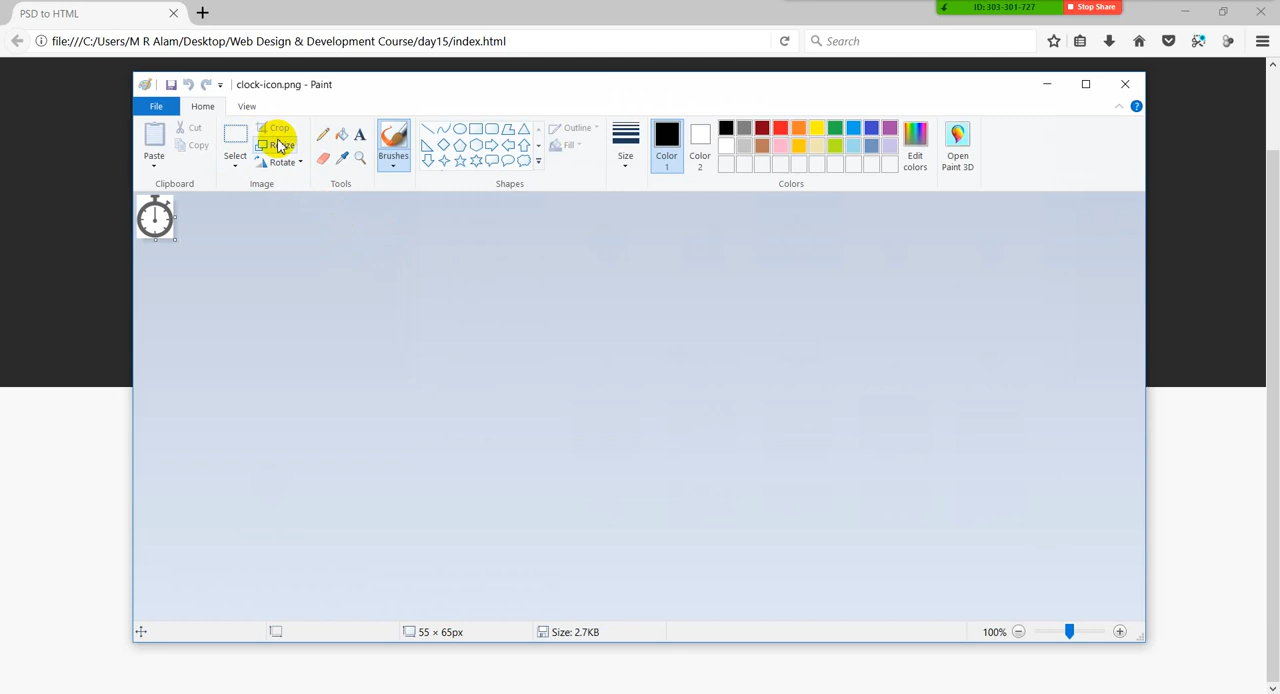 PSD to HTML
ID: 303-301-727
Stop Share
file:///C:/Users/M R Alam/Desktop/Web Design & Development Course/day15/index.html
Search
clock-icon.png - Paint
File
Home
View
Paste
Cut
Copy
Clipboard
Select
Crop
Resize
Rotate
Image
A
Tools
Brushes
Outline
Fill
Shapes
Size
Color
1
Color
2
Edit
colors
Colors
Open
Paint 3D
55 × 65px
Size: 2.7KB
100%